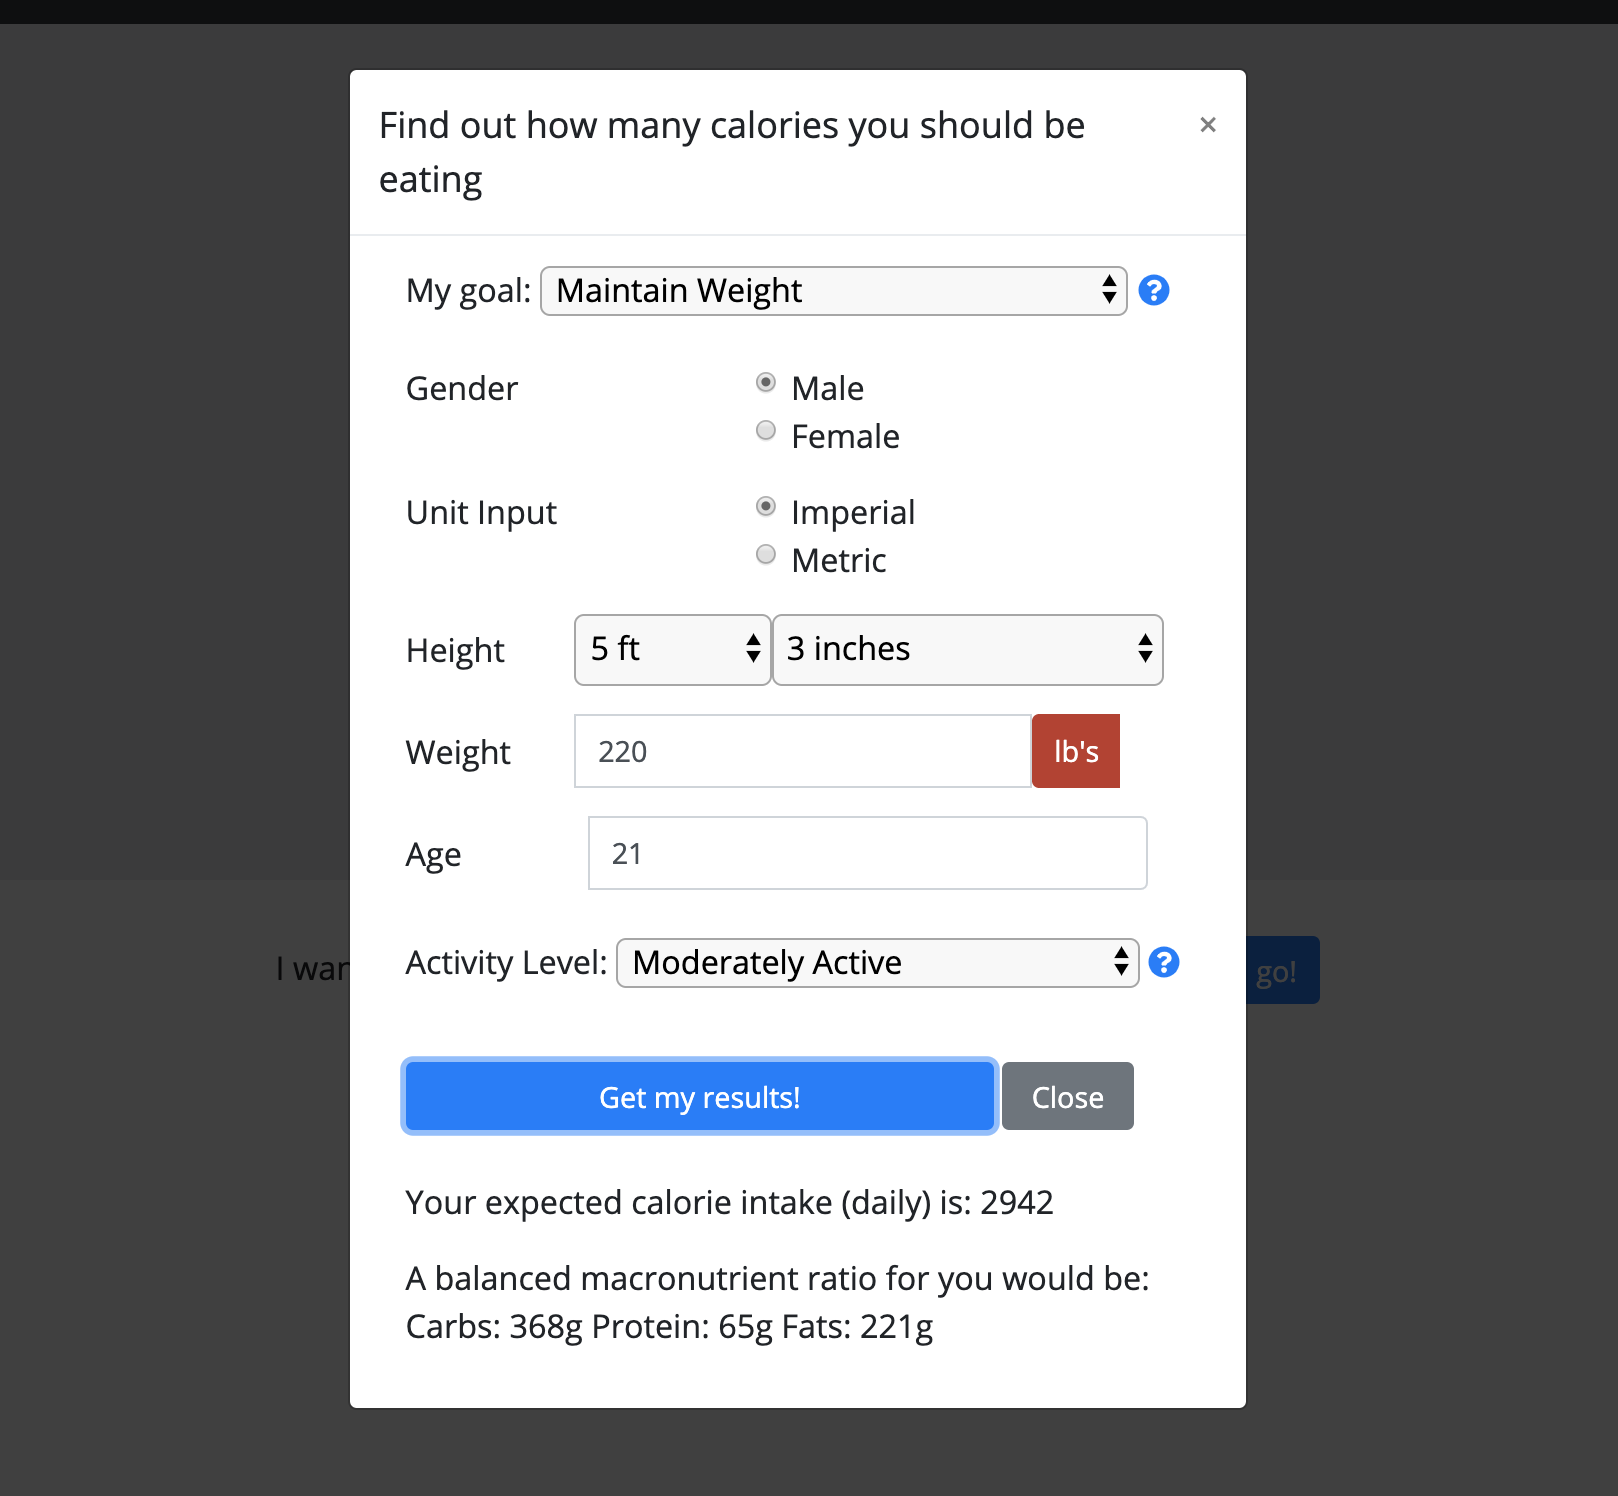 Find out how many calories you should be
eating
×
My goal: Maintain Weight ?
Gender
Male
Female
Unit Input
Imperial
Metric
Height 5 ft 3 inches
Weight 220 lb's
Age 21
I
go!
Activity Level: Moderately Active ?
Get my results! Close
Your expected calorie intake (daily) is: 2942
A balanced macronutrient ratio for you would be:
Carbs: 368g Protein: 65g Fats: 221g